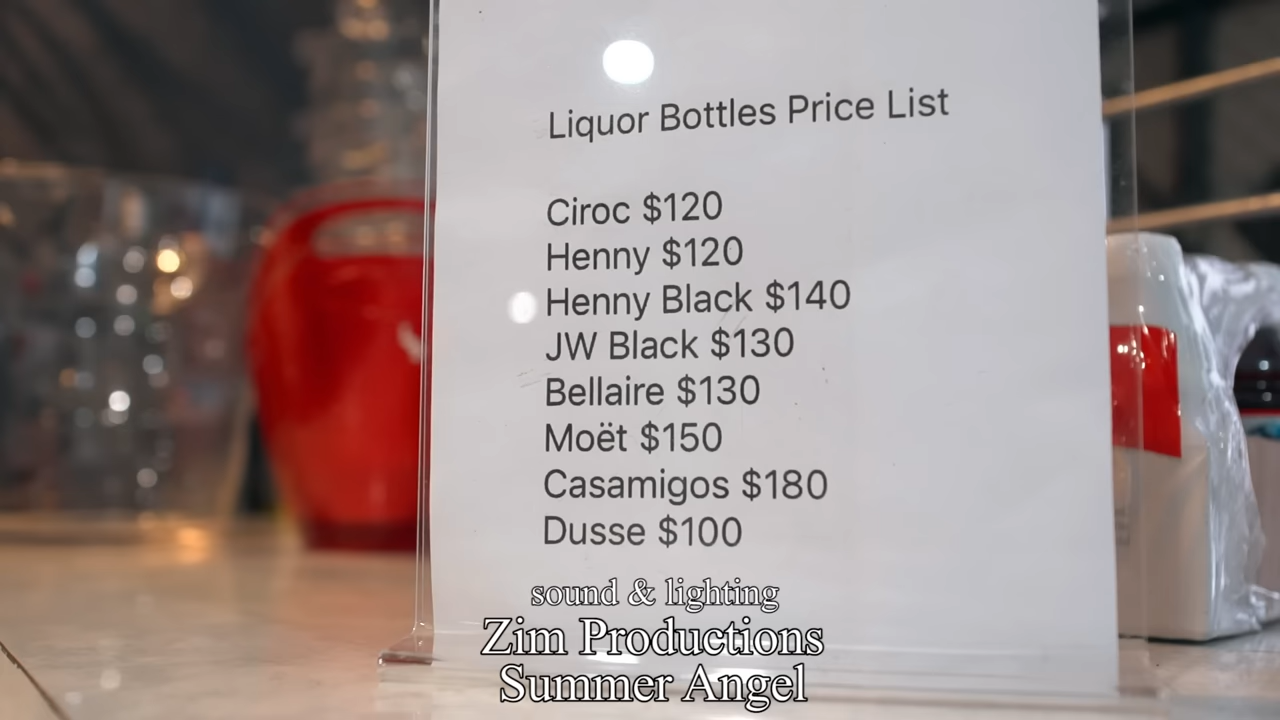 Liquor Bottles Price List
Ciroc $120
Henny $120
Henny Black $140
JW Black $130
Bellaire $130
Moët $150
Casamigos $180
Dusse $100
sound & lighting
Zim Productions
Summer Angel